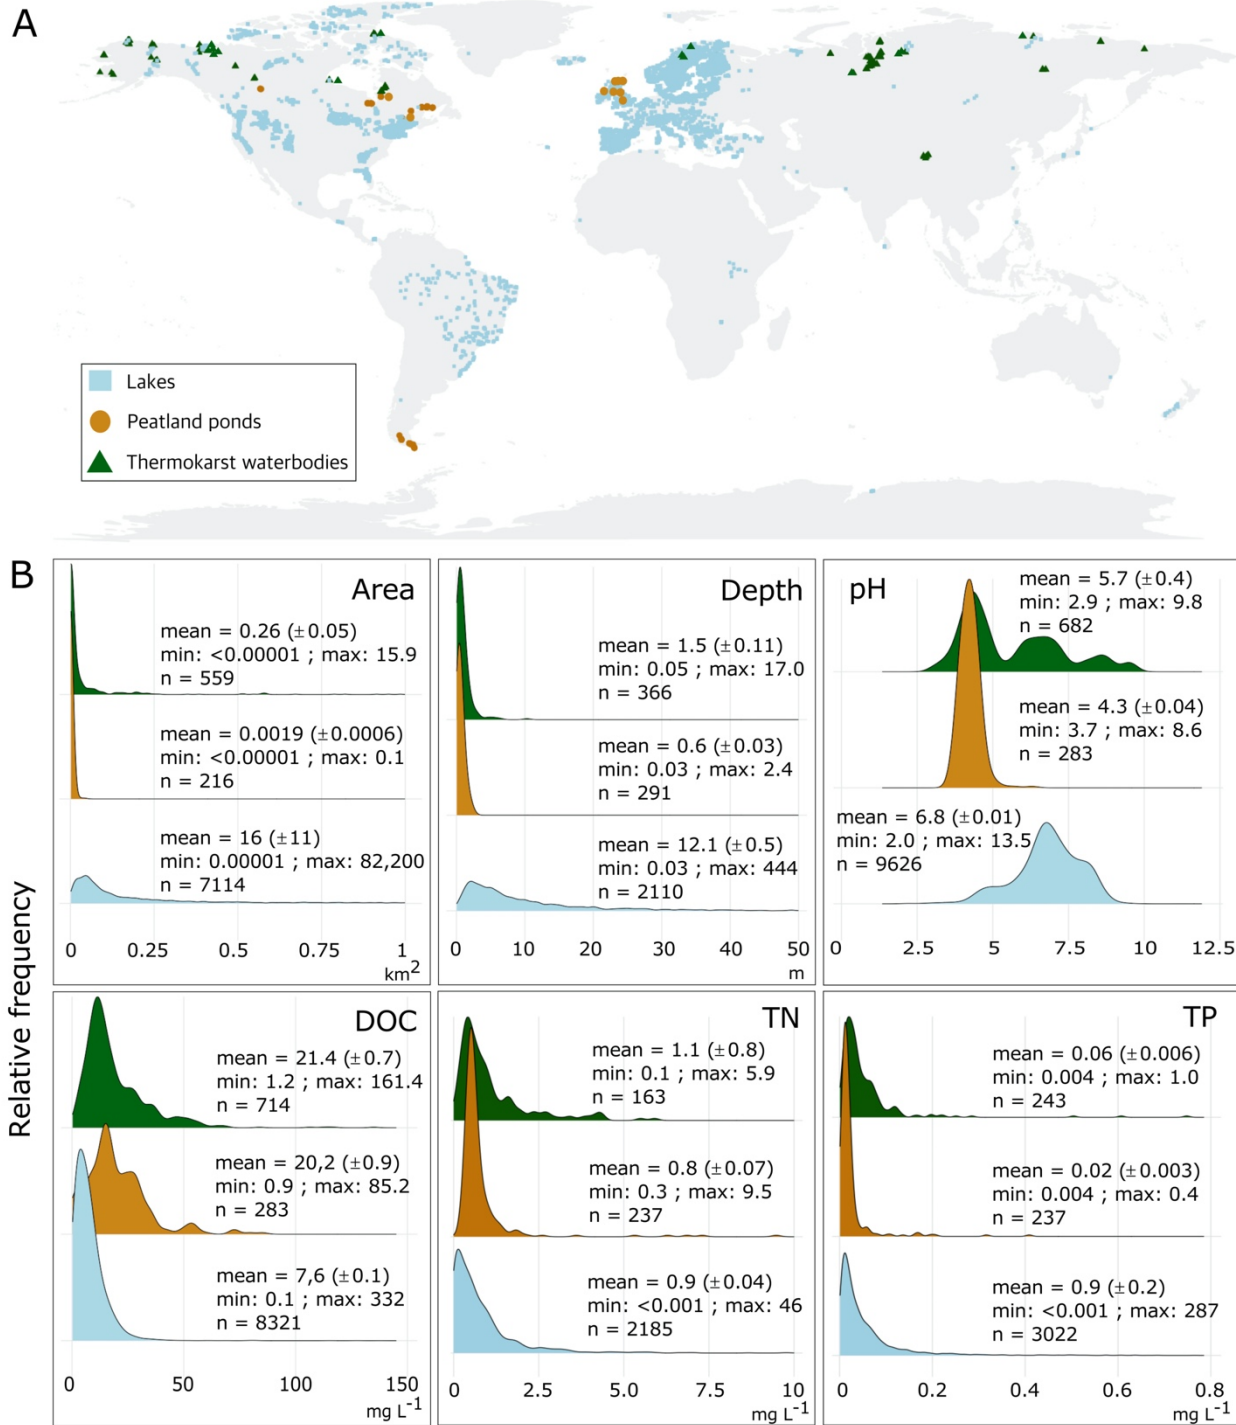 A
Lakes
Peatland ponds
Thermokarst waterbodies
B
Relative frequency
Area
mean = 0.26 (±0.05)
min: <0.00001 ; max: 15.9
n = 559
mean = 0.0019 (±0.0006)
min: <0.00001 ; max: 0.1
n = 216
mean = 16 (±11)
min: 0.00001 ; max: 82,200
n = 7114
0 0.25 0.5 0.75 1
km²
Depth
mean = 1.5 (±0.11)
min: 0.05 ; max: 17.0
n = 366
mean = 0.6 (±0.03)
min: 0.03 ; max: 2.4
n = 291
mean = 12.1 (±0.5)
min: 0.03 ; max: 444
n = 2110
0 10 20 30 40 50
m
pH
mean = 5.7 (±0.4)
min: 2.9 ; max: 9.8
n = 682
mean = 4.3 (±0.04)
min: 3.7 ; max: 8.6
n = 283
mean = 6.8 (±0.01)
min: 2.0 ; max: 13.5
n = 9626
0 2.5 5 7.5 10 12.5
DOC
mean = 21.4 (±0.7)
min: 1.2 ; max: 161.4
n = 714
mean = 20,2 (±0.9)
min: 0.9 ; max: 85.2
n = 283
mean = 7,6 (±0.1)
min: 0.1 ; max: 332
n = 8321
0 50 100 150
mg L⁻¹
TN
mean = 1.1 (±0.8)
min: 0.1 ; max: 5.9
n = 163
mean = 0.8 (±0.07)
min: 0.3 ; max: 9.5
n = 237
mean = 0.9 (±0.04)
min: <0.001 ; max: 46
n = 2185
0 2.5 5.0 7.5 10
mg L⁻¹
TP
mean = 0.06 (±0.006)
min: 0.004 ; max: 1.0
n = 243
mean = 0.02 (±0.003)
min: 0.004 ; max: 0.4
n = 237
mean = 0.9 (±0.2)
min: <0.001 ; max: 287
n = 3022
0 0.2 0.4 0.6 0.8
mg L⁻¹